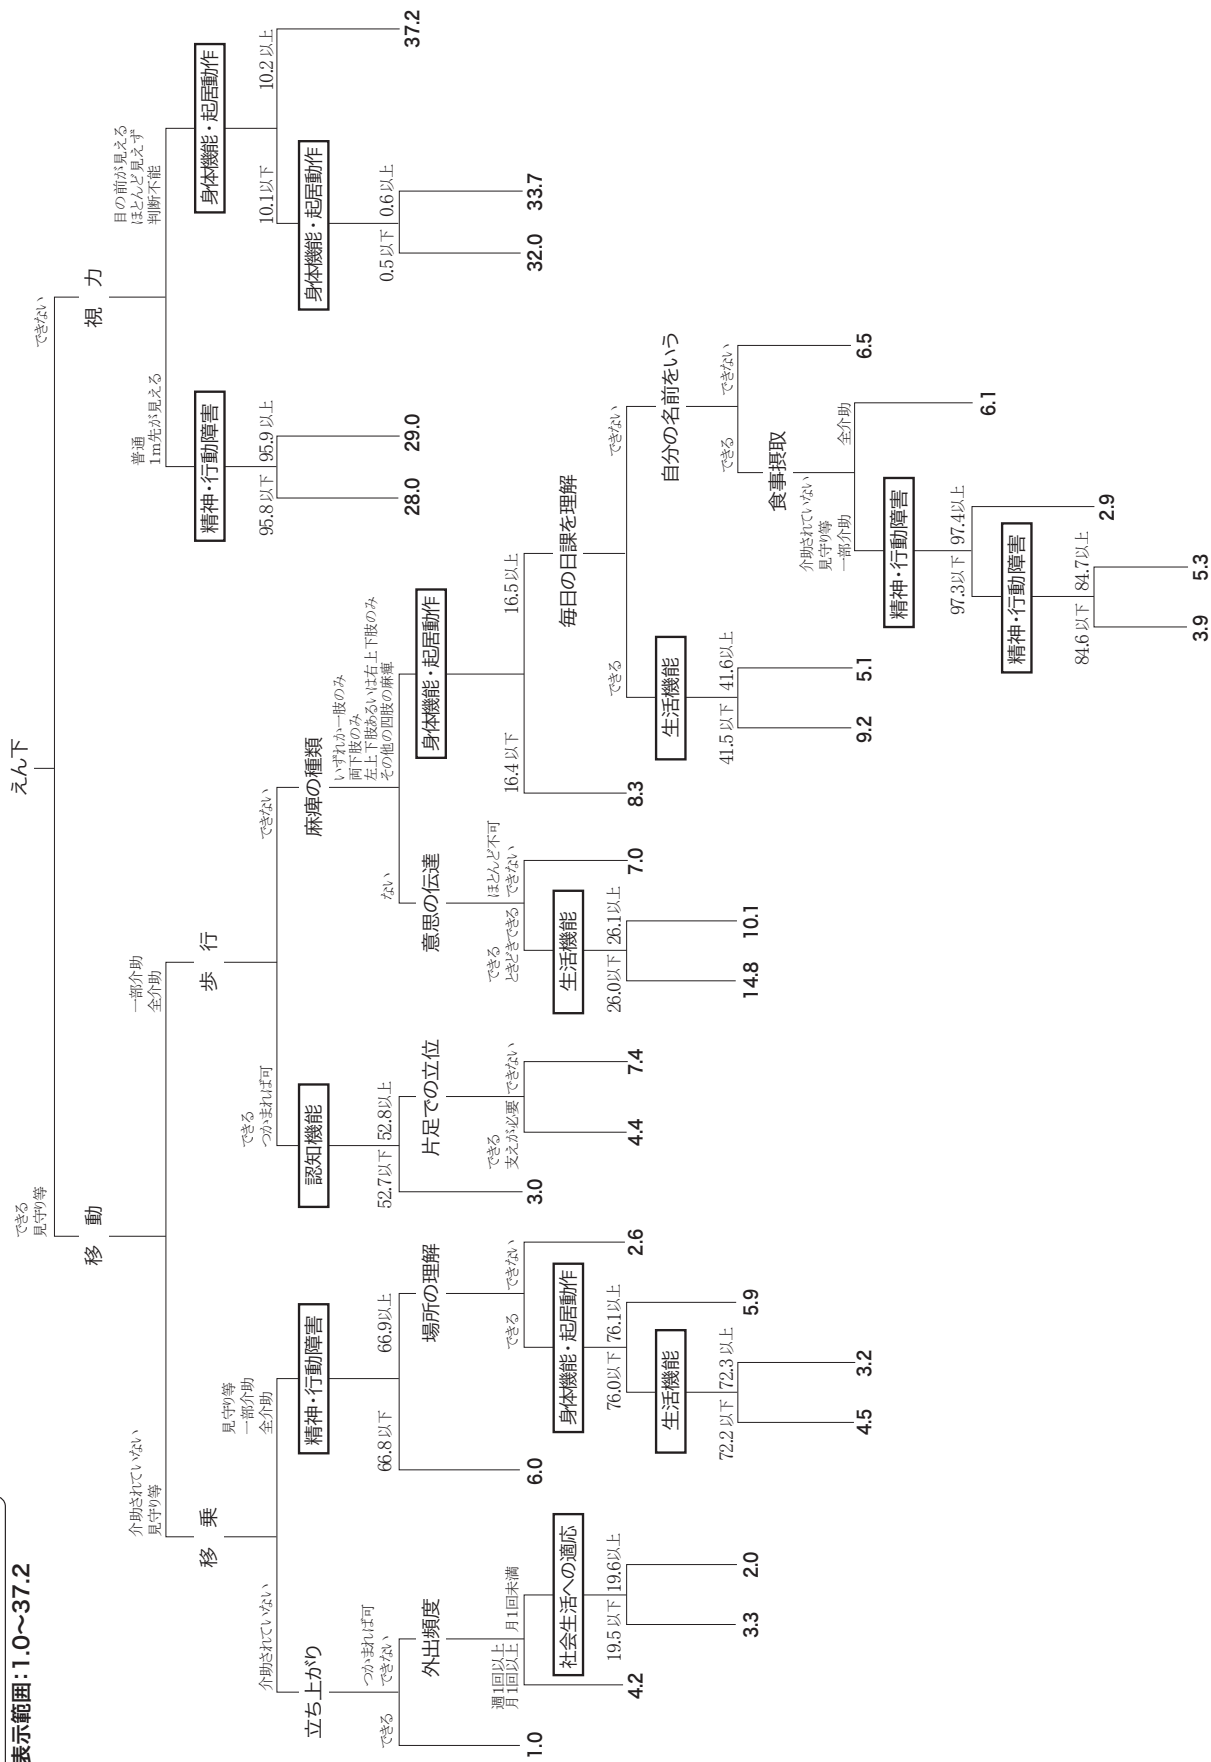 表示範囲：1.0～37.2
えん下
できる
見守り等
できない
移 動
視 力
介助されていない
見守り等
一部介助
全介助
普通
1m先が見える
目の前が見える
ほとんど見えず
判断不能
移 乗
歩 行
精神・行動障害
身体機能・起居動作
介助されていない
見守り等
一部介助
全介助
できる
つかまれば可
できない
95.8以下
95.9以上
10.1以下
10.2以上
立ち上がり
精神・行動障害
認知機能
麻痺の種類
28.0
29.0
身体機能・起居動作
37.2
できる
つかまれば可
できない
66.8以下
66.9以上
52.7以下
52.8以上
ない
いずれか一肢のみ
両下肢のみ
左上下肢あるいは右上下肢のみ
その他の四肢の麻痺
0.5以下
0.6以上
外出頻度
場所の理解
片足での立位
意思の伝達
身体機能・起居動作
1.0
週1回以上
月1回以上
月1回未満
6.0
できる
できない
3.0
できる
支えが必要
できない
できる
ときどきできる
ほとんど不可
できない
16.4以下
16.5以上
32.0
33.7
4.2
社会生活への適応
身体機能・起居動作
2.6
4.4
7.4
生活機能
7.0
8.3
毎日の日課を理解
19.5以下
19.6以上
76.0以下
76.1以上
26.0以下
26.1以上
できる
できない
3.3
2.0
生活機能
5.9
14.8
10.1
生活機能
自分の名前をいう
72.2以下
72.3以上
41.5以下
41.6以上
できる
できない
4.5
3.2
9.2
5.1
食事摂取
6.5
介助されていない
見守り等
一部介助
全介助
精神・行動障害
6.1
97.3以下
97.4以上
精神・行動障害
2.9
84.6以下
84.7以上
3.9
5.3